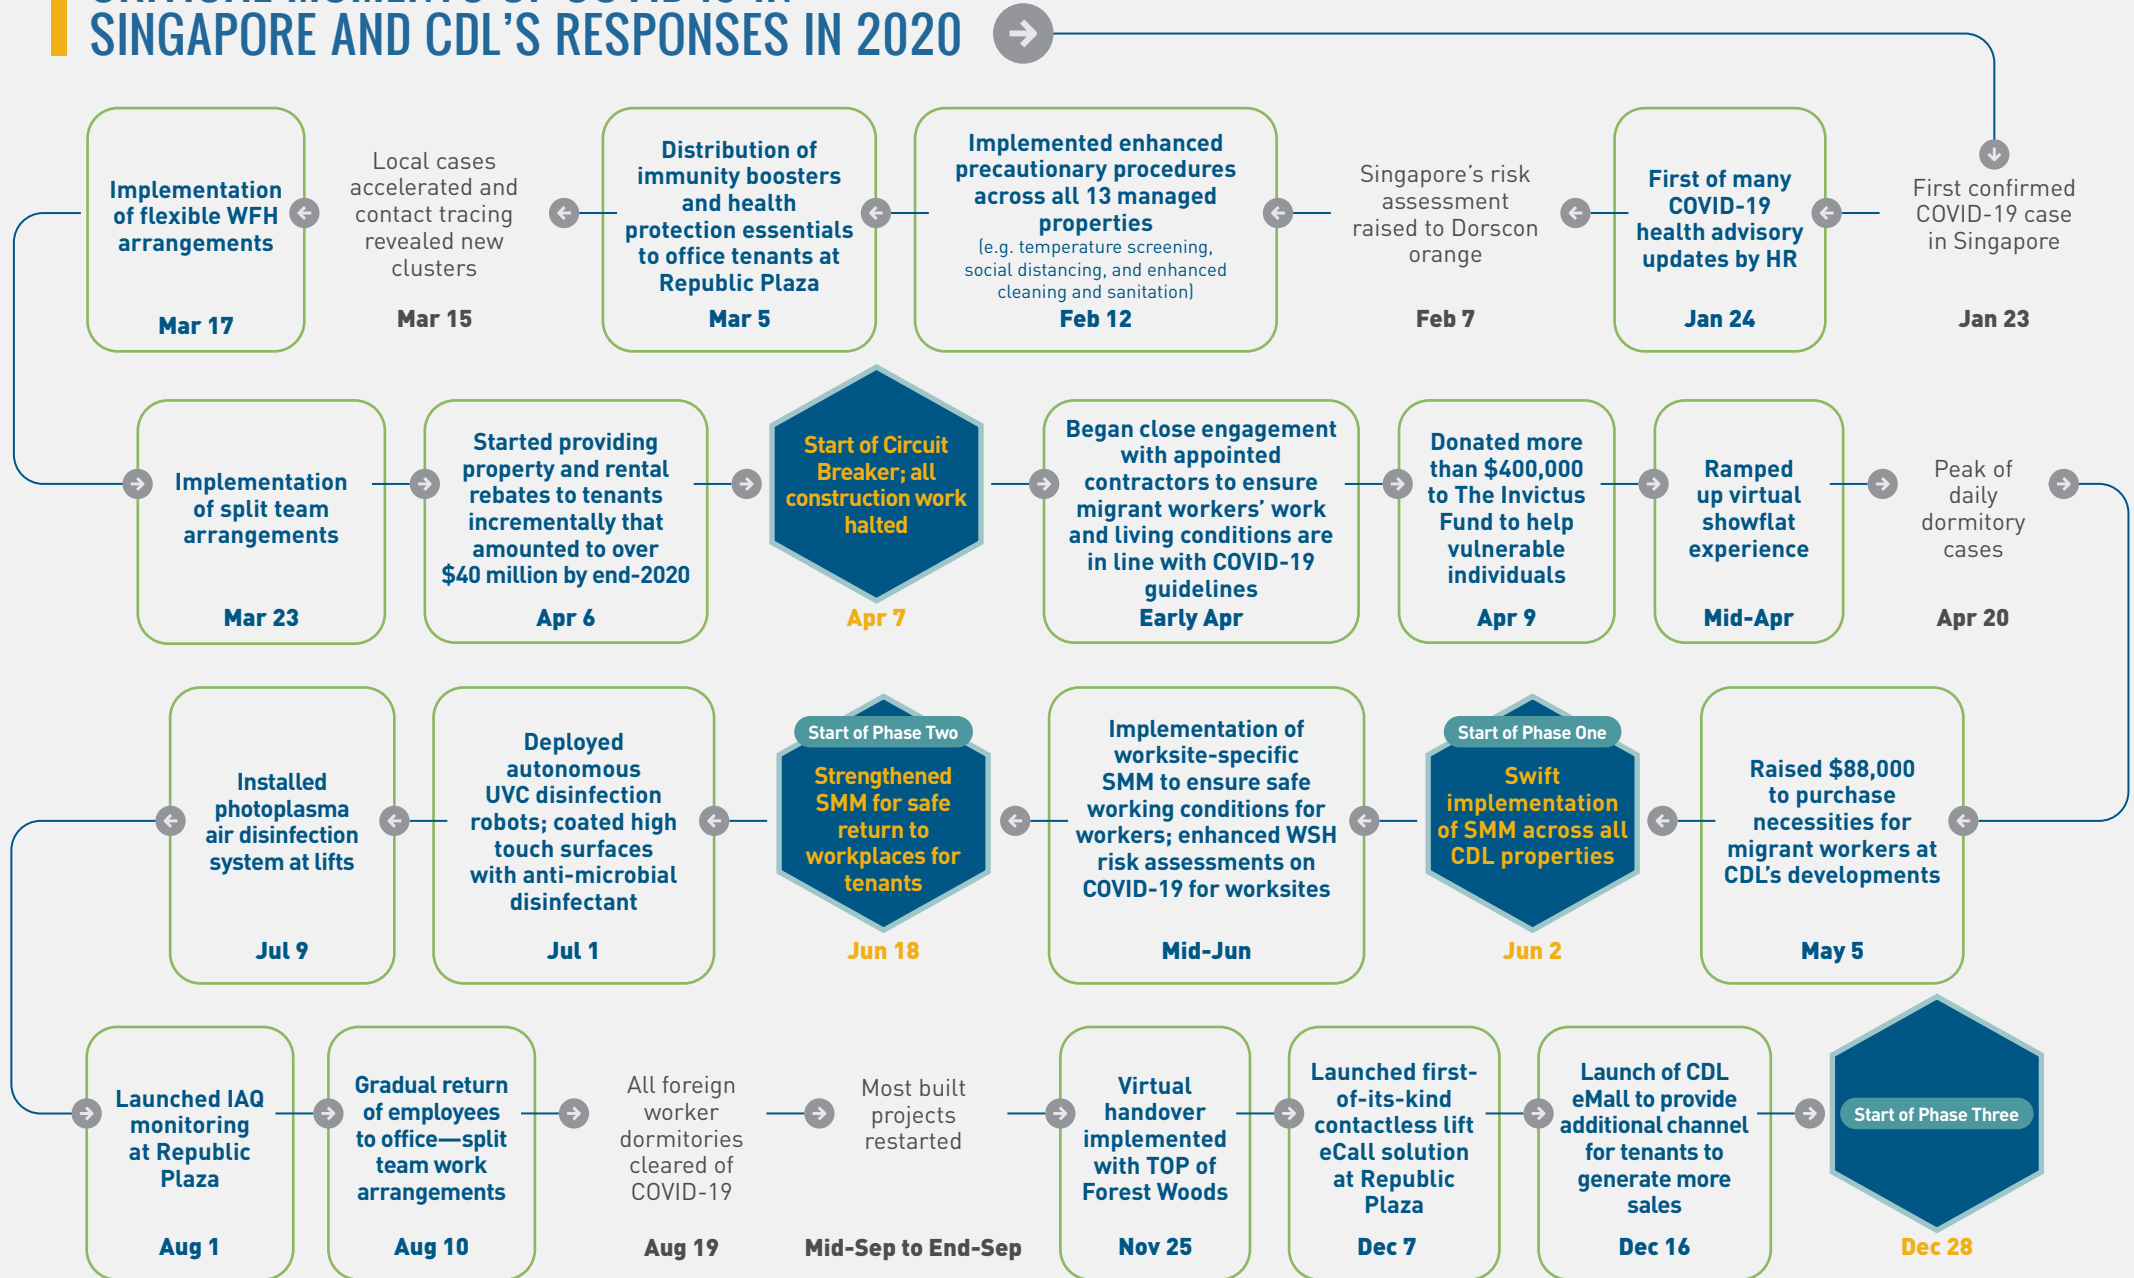 SINGAPORE AND CDL'S RESPONSES IN 2020
First confirmed
COVID-19 case
in Singapore
Jan 23
First of many
COVID-19
health advisory
updates by HR
Jan 24
Singapore's risk
assessment
raised to Dorscon
orange
Feb 7
Implemented enhanced
precautionary procedures
across all 13 managed
properties
(e.g. temperature screening,
social distancing, and enhanced
cleaning and sanitation)
Feb 12
Distribution of
immunity boosters
and health
protection essentials
to office tenants at
Republic Plaza
Mar 5
Local cases
accelerated and
contact tracing
revealed new
clusters
Mar 15
Implementation
of flexible WFH
arrangements
Mar 17
Implementation
of split team
arrangements
Mar 23
Started providing
property and rental
rebates to tenants
incrementally that
amounted to over
$40 million by end-2020
Apr 6
Start of Circuit
Breaker; all
construction work
halted
Apr 7
Began close engagement
with appointed
contractors to ensure
migrant workers' work
and living conditions are
in line with COVID-19
guidelines
Early Apr
Donated more
than $400,000
to The Invictus
Fund to help
vulnerable
individuals
Apr 9
Ramped
up virtual
showflat
experience
Mid-Apr
Peak of
daily
dormitory
cases
Apr 20
Raised $88,000
to purchase
necessities for
migrant workers at
CDL's developments
May 5
Start of Phase One
Swift
implementation
of SMM across all
CDL properties
Jun 2
Implementation of
worksite-specific
SMM to ensure safe
working conditions for
workers; enhanced WSH
risk assessments on
COVID-19 for worksites
Mid-Jun
Start of Phase Two
Strengthened
SMM for safe
return to
workplaces for
tenants
Jun 18
Deployed
autonomous
UVC disinfection
robots; coated high
touch surfaces
with anti-microbial
disinfectant
Jul 1
Installed
photoplasma
air disinfection
system at lifts
Jul 9
Launched IAQ
monitoring
at Republic
Plaza
Aug 1
Gradual return
of employees
to office—split
team work
arrangements
Aug 10
All foreign
worker
dormitories
cleared of
COVID-19
Aug 19
Most built
projects
restarted
Mid-Sep to End-Sep
Virtual
handover
implemented
with TOP of
Forest Woods
Nov 25
Launched first-
of-its-kind
contactless lift
eCall solution
at Republic
Plaza
Dec 7
Launch of CDL
eMall to provide
additional channel
for tenants to
generate more
sales
Dec 16
Start of Phase Three
Dec 28